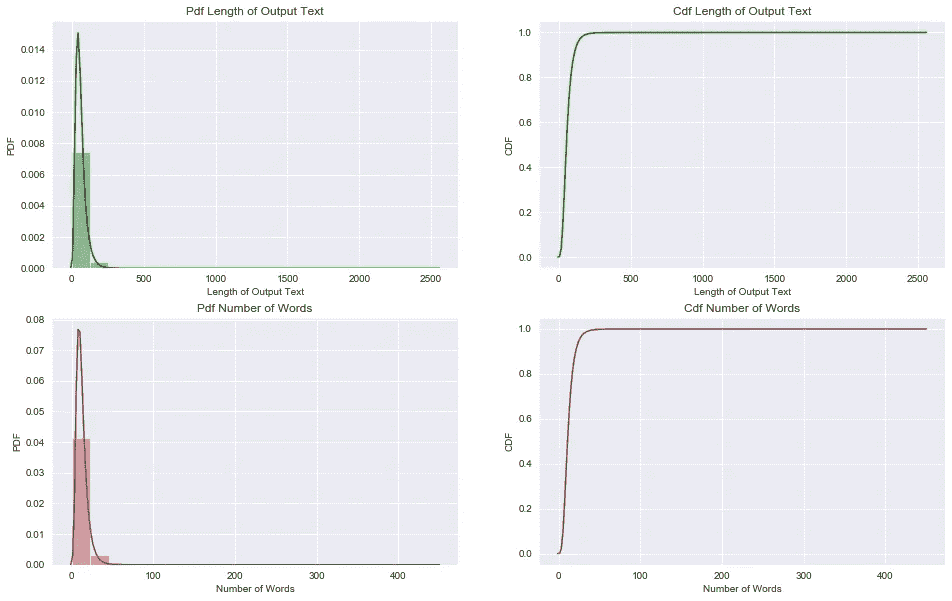 Pdf Length of Output Text
PDF
0.014
0.012
0.010
0.008
0.006
0.004
0.002
0.000
0 500 1000 1500 2000 2500
Length of Output Text
Cdf Length of Output Text
CDF
1.0
0.8
0.6
0.4
0.2
0.0
0 500 1000 1500 2000 2500
Length of Output Text
Pdf Number of Words
PDF
0.08
0.07
0.06
0.05
0.04
0.03
0.02
0.01
0.00
0 100 200 300 400
Number of Words
Cdf Number of Words
CDF
1.0
0.8
0.6
0.4
0.2
0.0
0 100 200 300 400
Number of Words